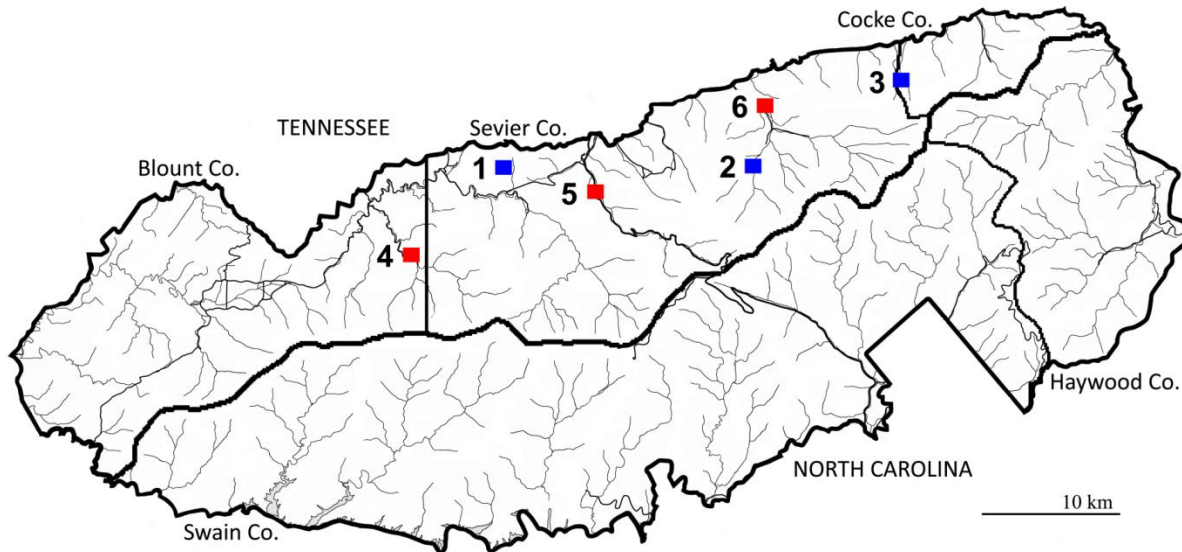 Cocke Co.
3
6
TENNESSEE
Sevier Co.
Blount Co.
1
2
5
4
Haywood Co.
NORTH CAROLINA
10 km
Swain Co.